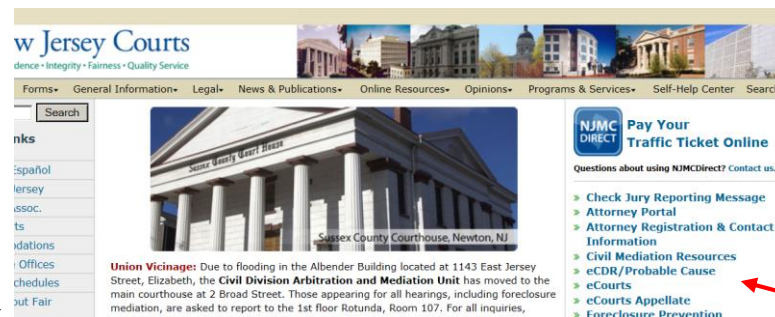 w Jersey Courts
dence • Integrity • Fairness • Quality Service
Forms General Information Legal News & Publications Online Resources Opinions Programs & Services Self-Help Center Search
Search
nks
Español
Jersey
Assoc.
ts
odations
Offices
chedules
out Fair
Sussex County Court House
Sussex County Courthouse, Newton, NJ
Union Vicinage: Due to flooding in the Albender Building located at 1143 East Jersey
Street, Elizabeth, the Civil Division Arbitration and Mediation Unit has moved to the
main courthouse at 2 Broad Street. Those appearing for all hearings, including foreclosure
mediation, are asked to report to the 1st floor Rotunda, Room 107. For all inquiries,
NJMC
DIRECT
Pay Your
Traffic Ticket Online
Questions about using NJMCDirect? Contact us.
» Check Jury Reporting Message
» Attorney Portal
» Attorney Registration & Contact
Information
» Civil Mediation Resources
» eCDR/Probable Cause
» eCourts
» eCourts Appellate
» Foreclosure Prevention